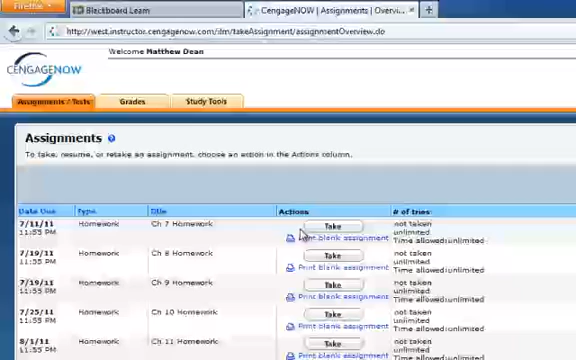 Firefox
Blackboard Learn
CengageNOW | Assignments | Overvi...
http://west.instructor.cengagenow.com/ilrn/takeAssignment/assignmentOverview.do
Welcome Matthew Dean
CENGAGENOW
Assignments / Tests Grades Study Tools
Assignments
To take, resume, or retake an assignment, choose an action in the Actions column.
Date Due Type Title Actions # of tries:
7/11/11 Homework Ch 7 Homework Take not taken
11:55 PM unlimited
Print blank assignment Time allowed:unlimited
7/19/11 Homework Ch 8 Homework Take not taken
11:55 PM unlimited
Print blank assignment Time allowed:unlimited
7/19/11 Homework Ch 9 Homework Take not taken
11:55 PM unlimited
Print blank assignment Time allowed:unlimited
7/25/11 Homework Ch 10 Homework Take not taken
11:55 PM unlimited
Print blank assignment Time allowed:unlimited
8/1/11 Homework Ch 11 Homework Take not taken
11:55 PM unlimited
Print blank assignment Time allowed:unlimited